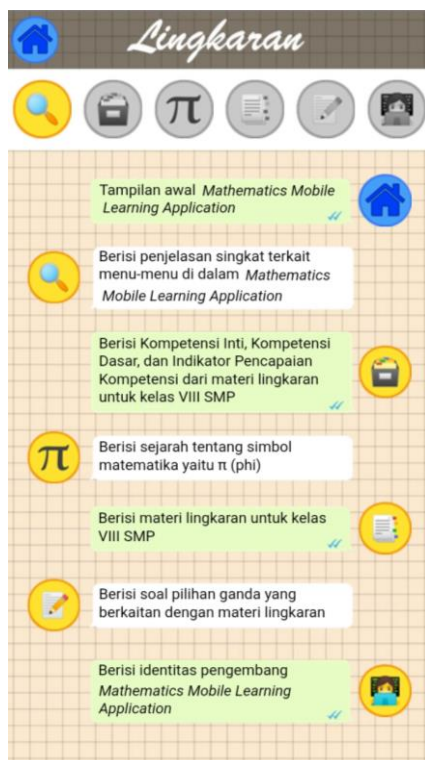 Lingkaran
π
Tampilan awal Mathematics Mobile
Learning Application
Berisi penjelasan singkat terkait
menu-menu di dalam Mathematics
Mobile Learning Application
Berisi Kompetensi Inti, Kompetensi
Dasar, dan Indikator Pencapaian
Kompetensi dari materi lingkaran
untuk kelas VIII SMP
π
Berisi sejarah tentang simbol
matematika yaitu π (phi)
Berisi materi lingkaran untuk kelas
VIII SMP
Berisi soal pilihan ganda yang
berkaitan dengan materi lingkaran
Berisi identitas pengembang
Mathematics Mobile Learning
Application